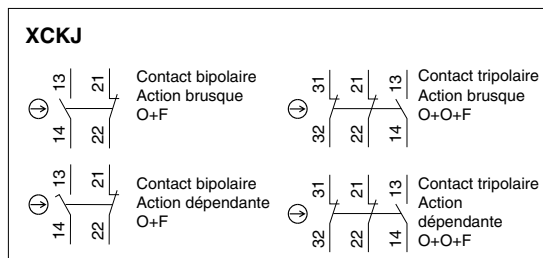 XCKJ
13 21
14 22
Contact bipolaire
Action brusque
O+F
31 21 13
32 22 14
Contact tripolaire
Action brusque
O+O+F
13 21
14 22
Contact bipolaire
Action dépendante
O+F
31 21 13
32 22 14
Contact tripolaire
Action
dépendante
O+O+F